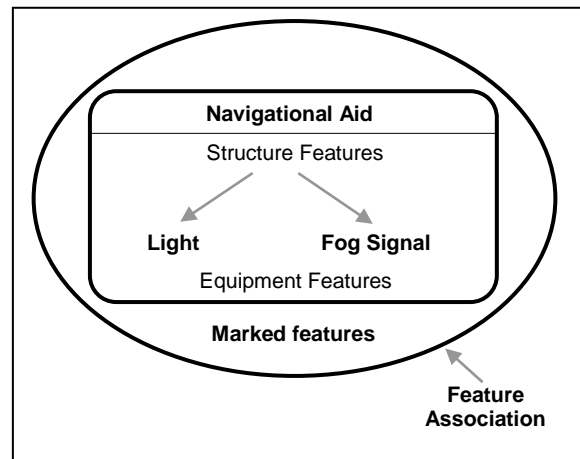 Navigational Aid
Structure Features
Light
Fog Signal
Equipment Features
Marked features
Feature
Association